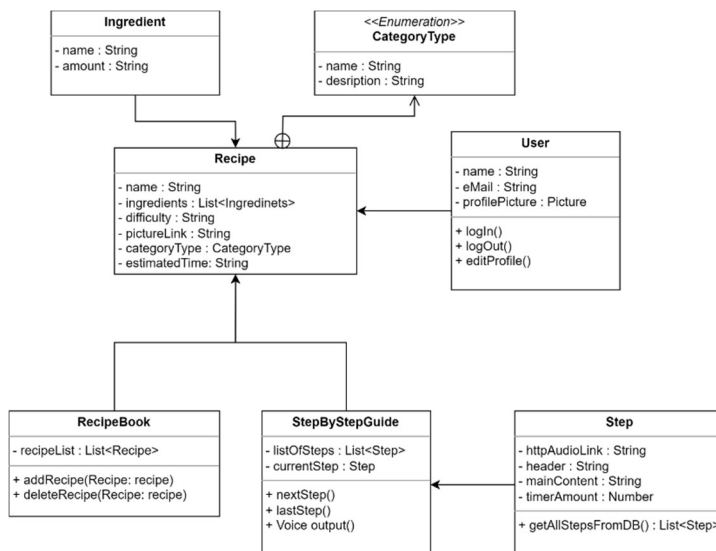 Ingredient
- name : String
- amount : String
<<Enumeration>>
CategoryType
- name : String
- desription : String
Recipe
- name : String
- ingredients : List<Ingredinets>
- difficulty : String
- pictureLink : String
- categoryType : CategoryType
- estimatedTime: String
User
- name : String
- eMail : String
- profilePicture : Picture
+ logIn()
+ logOut()
+ editProfile()
RecipeBook
- recipeList : List<Recipe>
+ addRecipe(Recipe: recipe)
+ deleteRecipe(Recipe: recipe)
StepByStepGuide
- listOfSteps : List<Step>
- currentStep : Step
+ nextStep()
+ lastStep()
+ Voice output()
Step
- httpAudioLink : String
- header : String
- mainContent : String
- timerAmount : Number
+ getAllStepsFromDB() : List<Step>